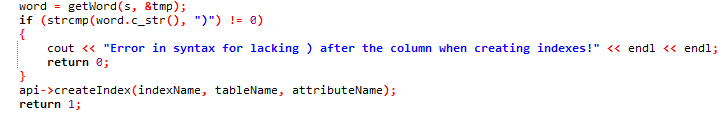 word = getWord(s, &tmp);
if (strcmp(word.c_str(), ")") != 0)
{
cout << "Error in syntax for lacking ) after the column when creating indexes!" << endl << endl;
return 0;
}
api->createIndex(indexName, tableName, attributeName);
return 1;